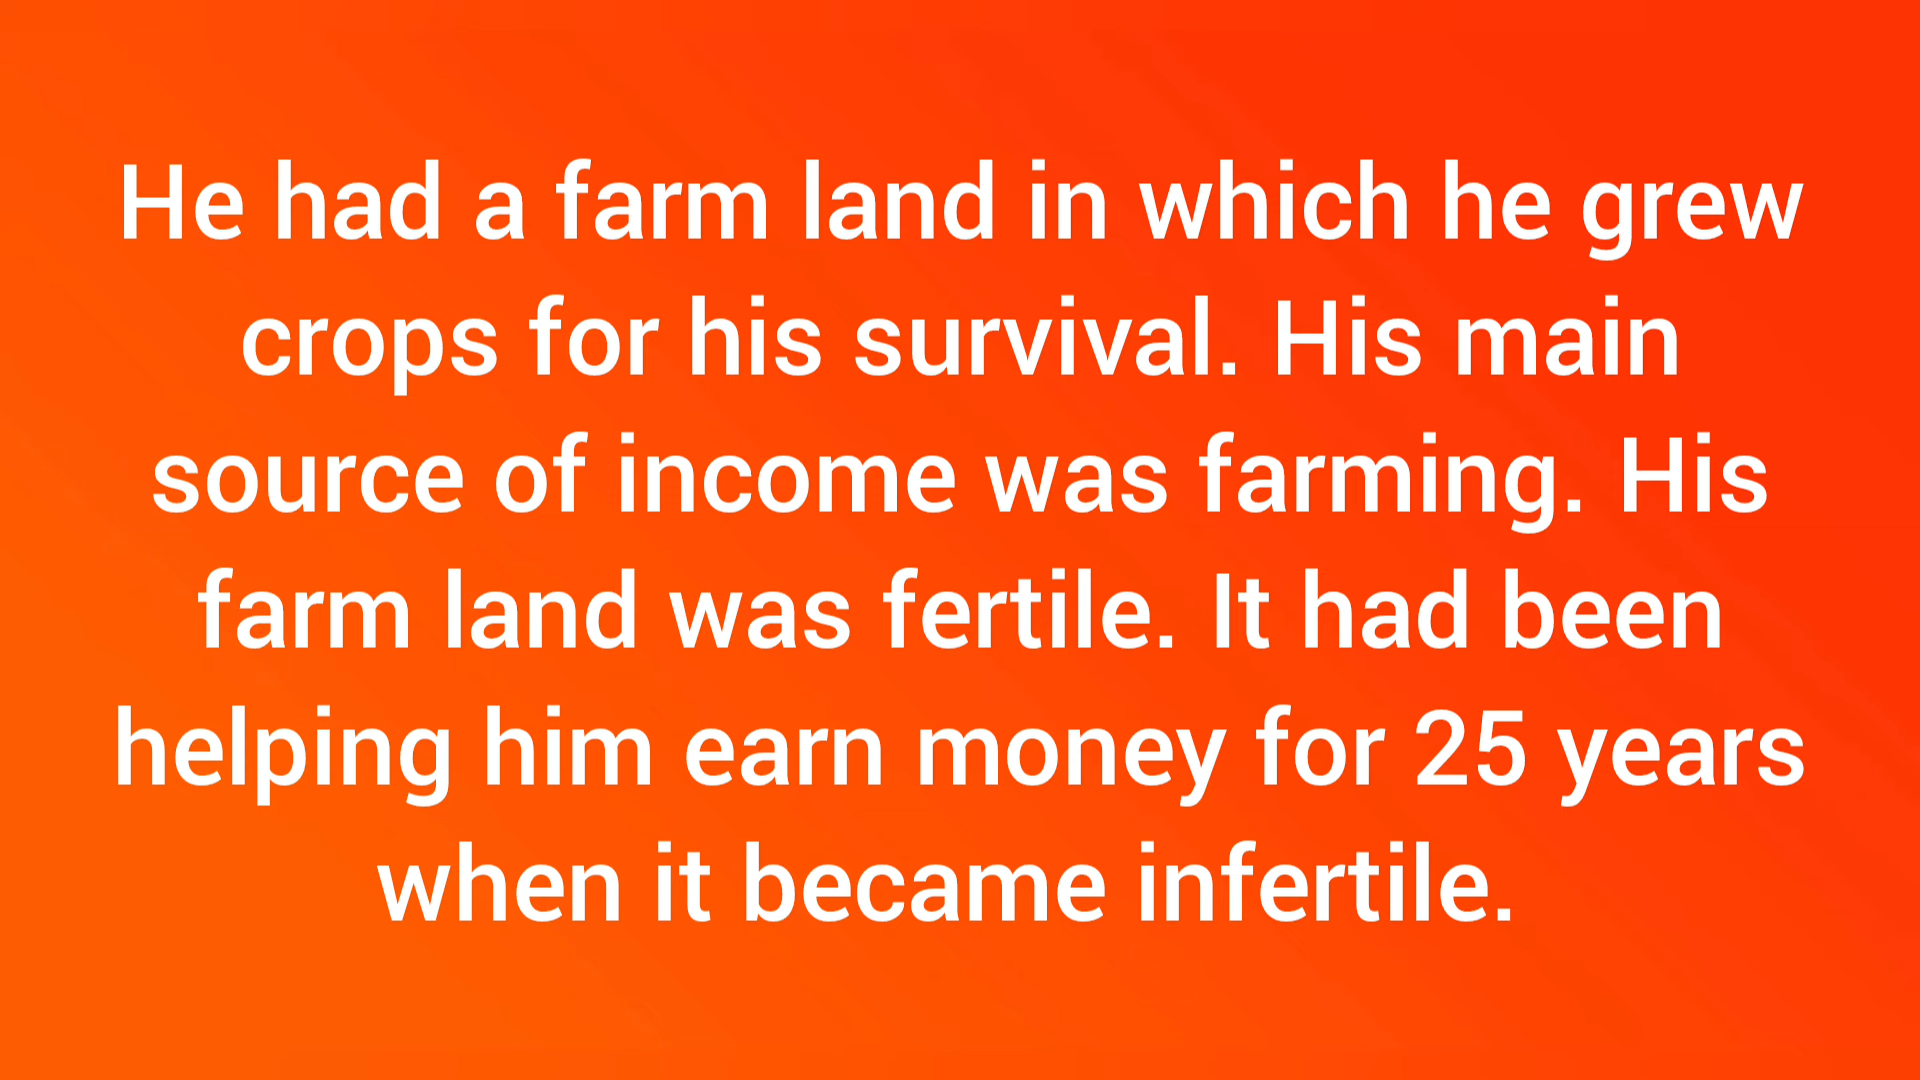 He had a farm land in which he grew
crops for his survival. His main
source of income was farming. His
farm land was fertile. It had been
helping him earn money for 25 years
when it became infertile.